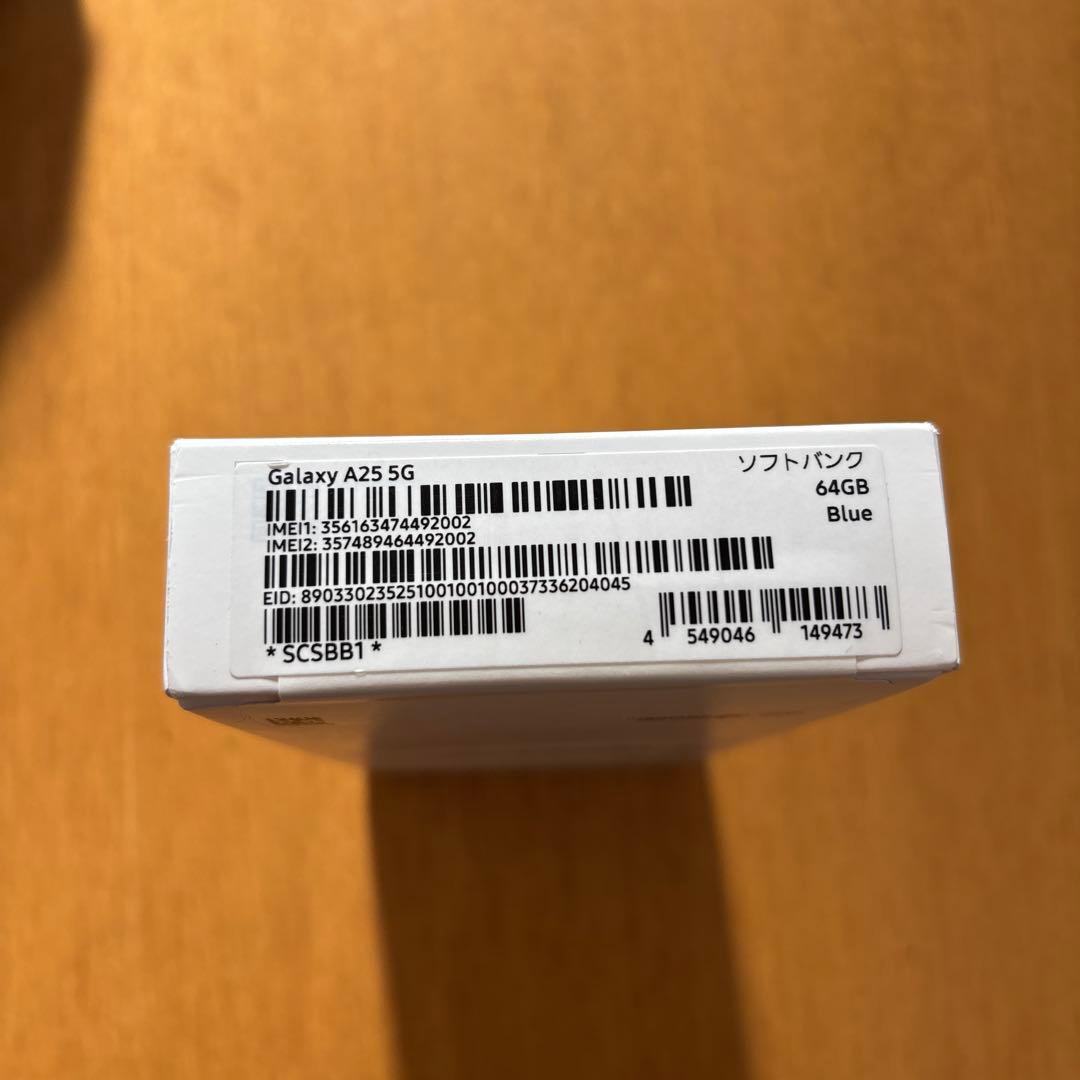 Galaxy A25 5G
ソフトバンク
64GB
Blue
IMEI1: 356163474492002
IMEI2: 357489464492002
EID: 89033023525100100100037336204045
* SCSBB1 *
4 549046 149473